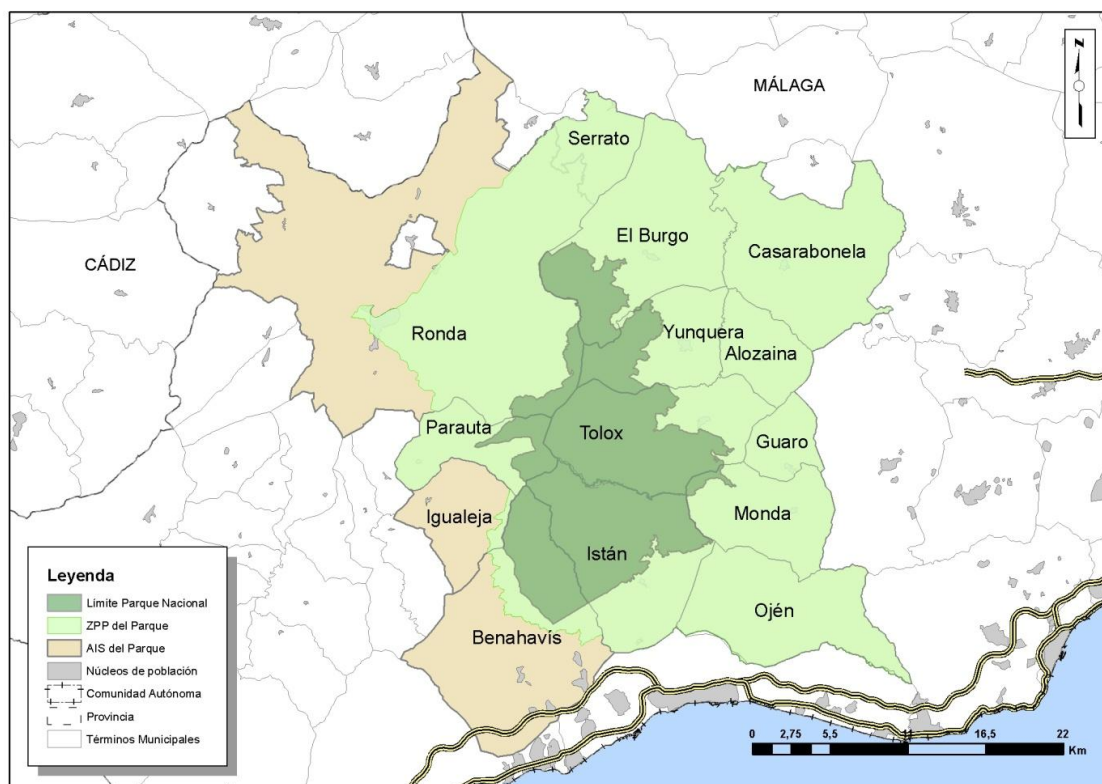 MÁLAGA
Serrato
El Burgo
Casarabonela
CÁDIZ
Ronda
Yunquera
Alozaina
Parauta
Tolox
Guaro
Igualeja
Monda
Istán
Ojén
Benahavís
Leyenda
Límite Parque Nacional
ZPP del Parque
AIS del Parque
Núcleos de población
Comunidad Autónoma
Provincia
Términos Municipales
N
0 2,75 5,5 11 16,5 22
Km